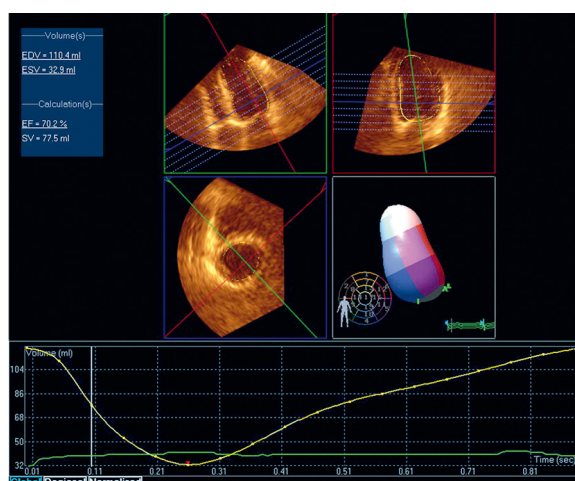 Volume(s)
EDV = 110.4 ml
ESV = 32.9 ml
Calculation(s)
EF = 70.2 %
SV = 77.5 ml
Volume (ml)
104
86
68
50
32
Time (sec)
0.01
0.11
0.21
0.31
0.41
0.51
0.61
0.71
0.81
Global Regional Normalised